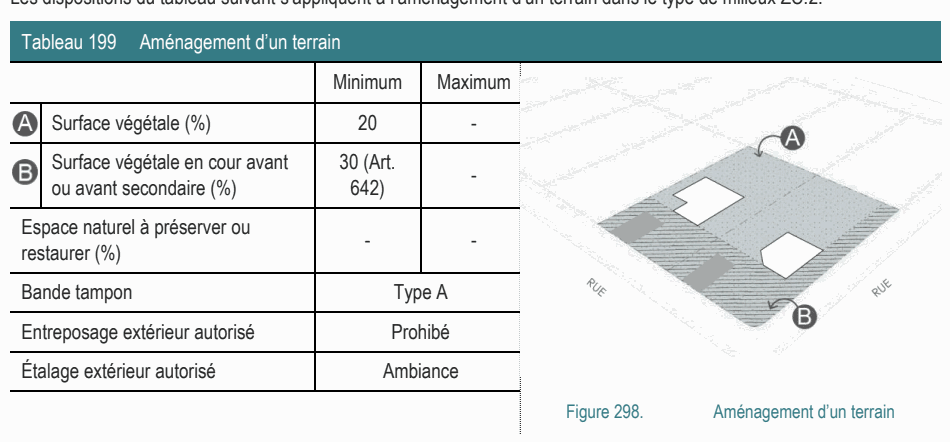 Les dispositions du tableau suivant s'appliquent à l'aménagement d'un terrain dans le type de milieux ZC.2.
Tableau 199 Aménagement d'un terrain
Minimum Maximum
A Surface végétale (%) 20 -
B Surface végétale en cour avant ou avant secondaire (%) 30 (Art. 642) -
Espace naturel à préserver ou restaurer (%) - -
Bande tampon Type A
Entreposage extérieur autorisé Prohibé
Étalage extérieur autorisé Ambiance
A
RUE
RUE
B
Figure 298. Aménagement d'un terrain